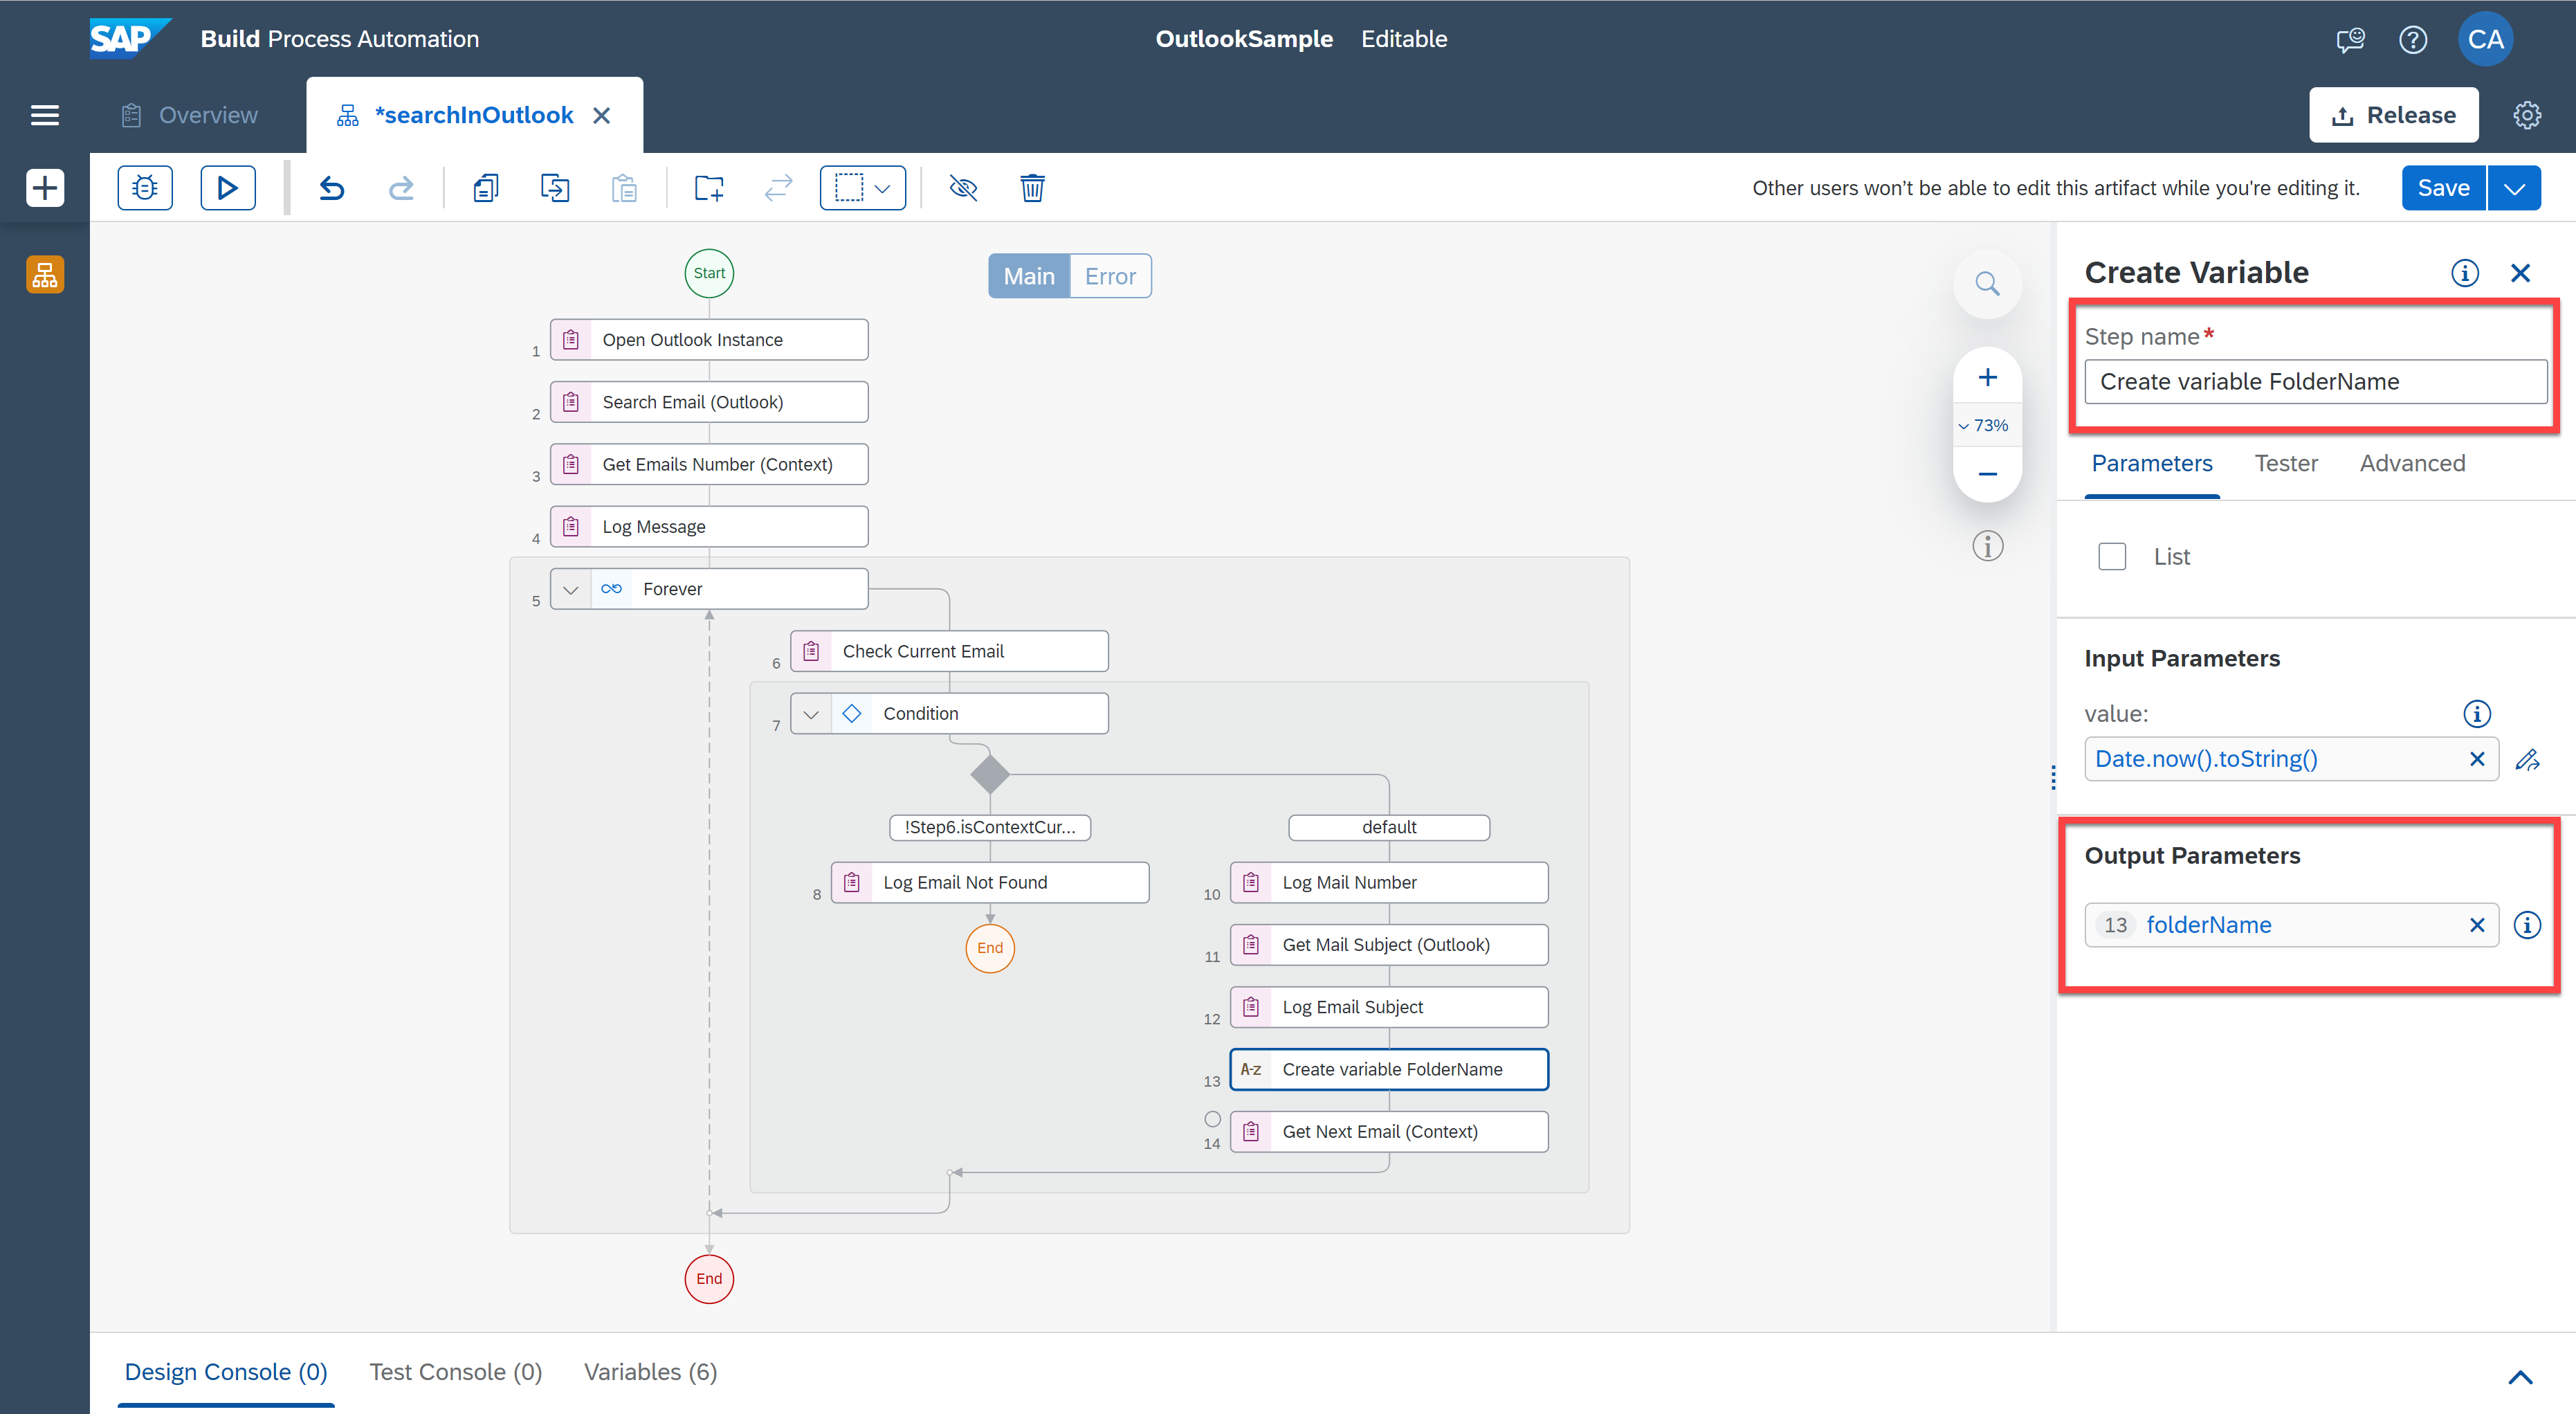 SAP Build Process Automation
OutlookSample Editable
CA
Overview
*searchInOutlook
Release
Other users won't be able to edit this artifact while you're editing it.
Save
Start
Main Error
1 Open Outlook Instance
2 Search Email (Outlook)
3 Get Emails Number (Context)
4 Log Message
5 Forever
6 Check Current Email
7 Condition
!Step6.isContextCur...
default
8 Log Email Not Found
End
10 Log Mail Number
11 Get Mail Subject (Outlook)
12 Log Email Subject
13 A-z Create variable FolderName
14 Get Next Email (Context)
End
73%
Create Variable
Step name*
Create variable FolderName
Parameters Tester Advanced
List
Input Parameters
value:
Date.now().toString()
Output Parameters
13 folderName
Design Console (0) Test Console (0) Variables (6)